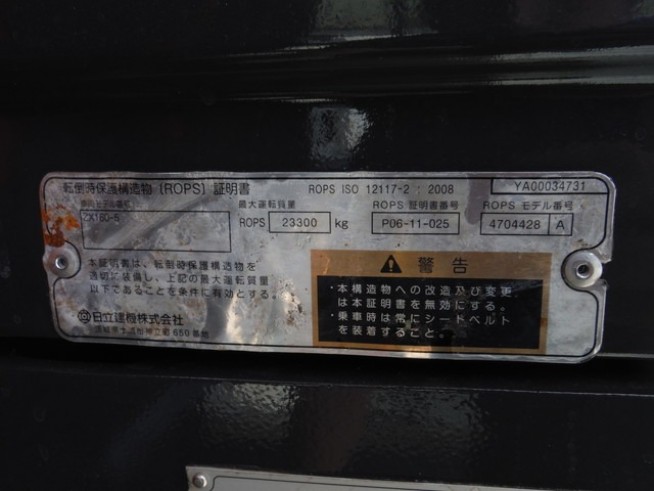 転倒時保護構造物 [ROPS] 証明書
ROPS ISO 12117-2 : 2008
YA00034731
最大運転質量
ROPS 証明書番号
ROPS モデル番号
ROPS 23300 kg
P06-11-025
4704428 A
本証明書は、転倒時保護構造物を
適切に装備し、上記の最大運転質量
以下であることを条件に有効とする。
日立建機株式会社
警告
・本構造物への改造及び変更
は本証明書を無効にする。
・乗車時は常にシートベルト
を装着すること。